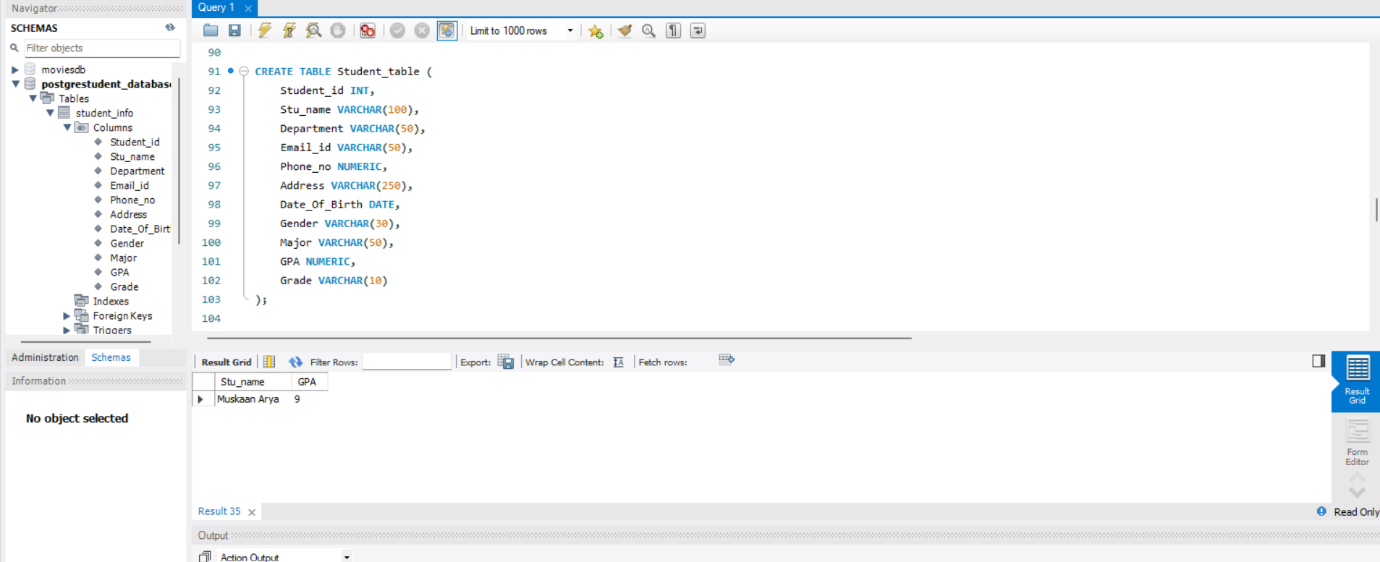 Navigator
SCHEMAS
Filter objects
moviesdb
postgrestudent_database
Tables
student_info
Columns
Student_id
Stu_name
Department
Email_id
Phone_no
Address
Date_Of_Birt
Gender
Major
GPA
Grade
Indexes
Foreign Keys
Triggers
Administration Schemas
Information
No object selected
Query 1
Limit to 1000 rows
90
91 CREATE TABLE Student_table (
92 Student_id INT,
93 Stu_name VARCHAR(100),
94 Department VARCHAR(50),
95 Email_id VARCHAR(50),
96 Phone_no NUMERIC,
97 Address VARCHAR(250),
98 Date_Of_Birth DATE,
99 Gender VARCHAR(30),
100 Major VARCHAR(50),
101 GPA NUMERIC,
102 Grade VARCHAR(10)
103 );
104
Result Grid Filter Rows: Export: Wrap Cell Content: Fetch rows:
Stu_name GPA
Muskaan Arya 9
Result
Grid
Form
Editor
Result 35
Read Only
Output
Action Output